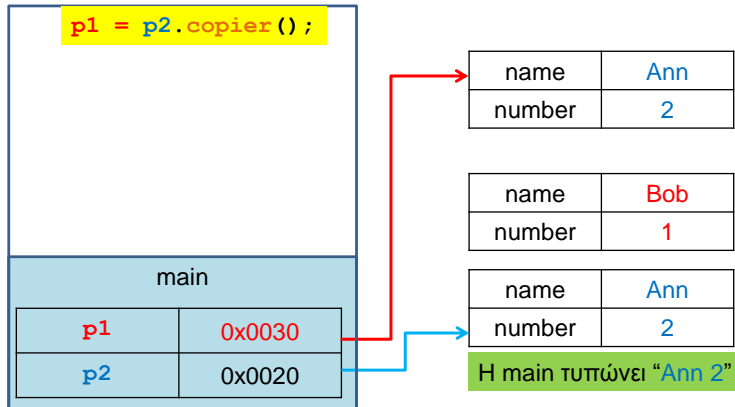 p1 = p2.copier();
name Ann
number 2
name Bob
number 1
main
p1 0x0030
p2 0x0020
name Ann
number 2
Η main τυπώνει “Ann 2”